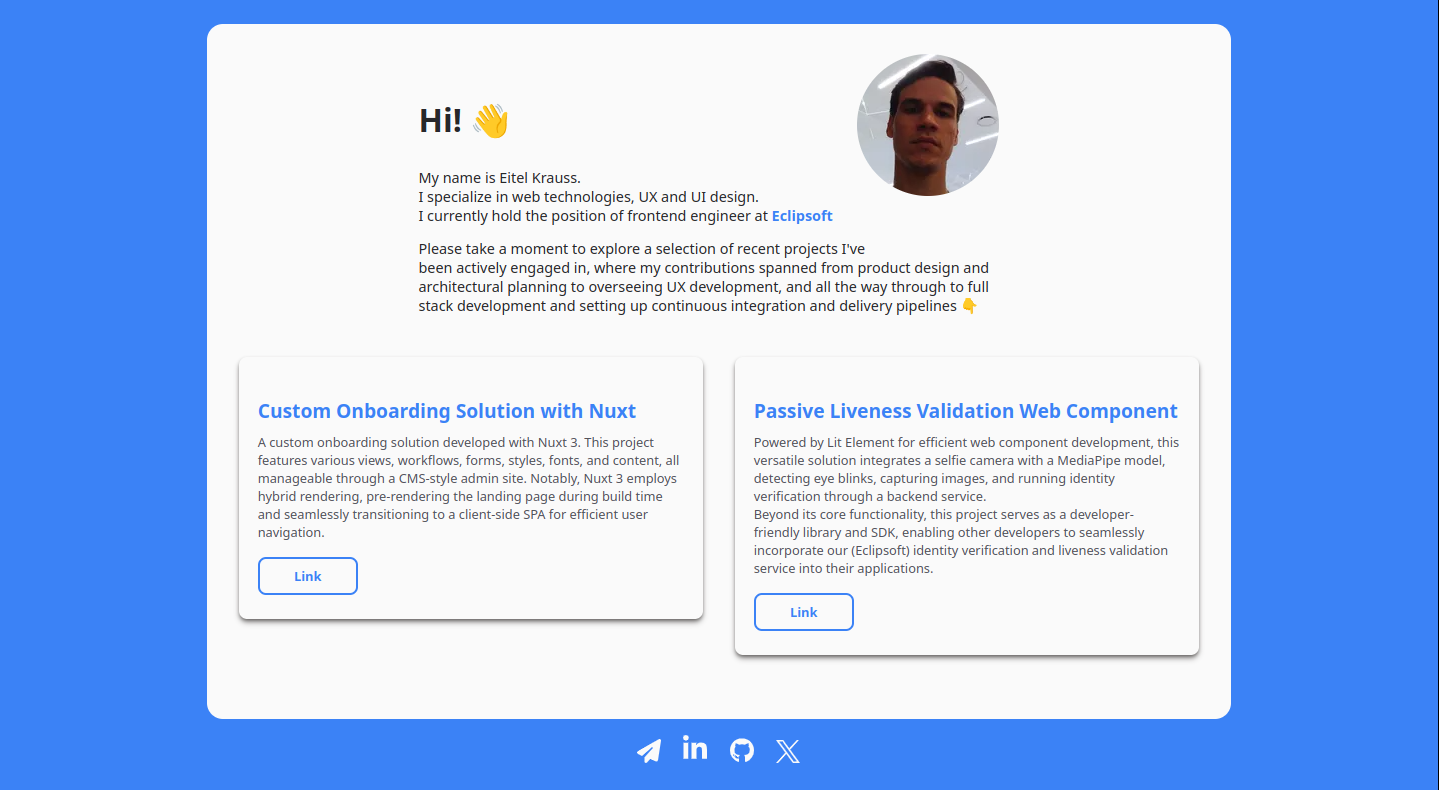 Hi! 👋
My name is Eitel Krauss.
I specialize in web technologies, UX and UI design.
I currently hold the position of frontend engineer at Eclipsoft
Please take a moment to explore a selection of recent projects I've
been actively engaged in, where my contributions spanned from product design and
architectural planning to overseeing UX development, and all the way through to full
stack development and setting up continuous integration and delivery pipelines 👇
Custom Onboarding Solution with Nuxt
A custom onboarding solution developed with Nuxt 3. This project
features various views, workflows, forms, styles, fonts, and content, all
manageable through a CMS-style admin site. Notably, Nuxt 3 employs
hybrid rendering, pre-rendering the landing page during build time
and seamlessly transitioning to a client-side SPA for efficient user
navigation.
Link
Passive Liveness Validation Web Component
Powered by Lit Element for efficient web component development, this
versatile solution integrates a selfie camera with a MediaPipe model,
detecting eye blinks, capturing images, and running identity
verification through a backend service.
Beyond its core functionality, this project serves as a developer-
friendly library and SDK, enabling other developers to seamlessly
incorporate our (Eclipsoft) identity verification and liveness validation
service into their applications.
Link